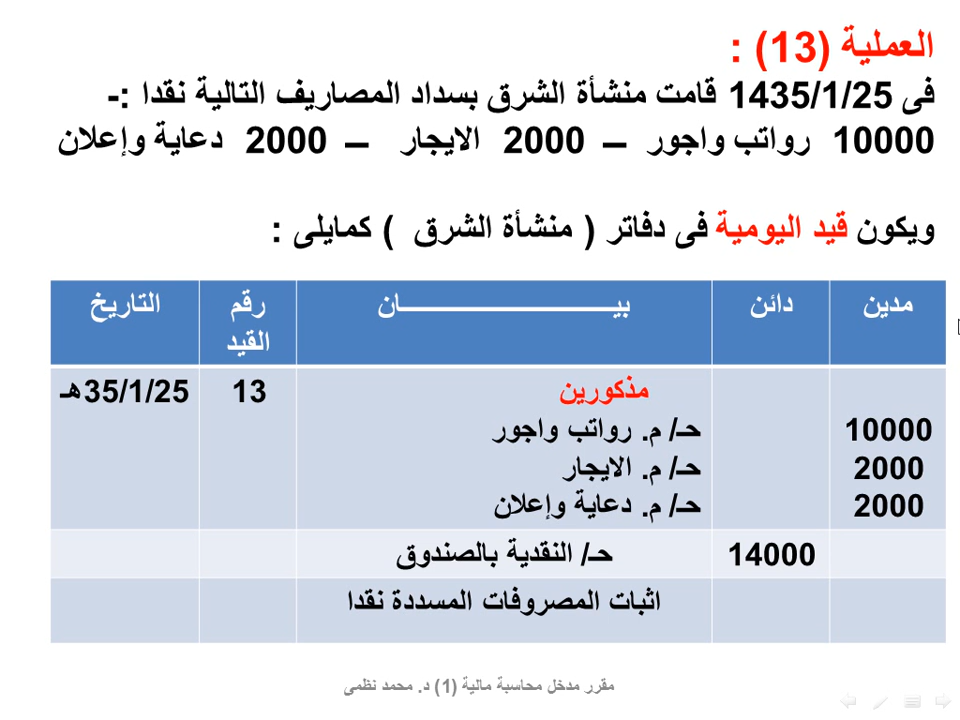 العملية (13) :
فى 1435/1/25 قامت منشأة الشرق بسداد المصاريف التالية نقدا :-
10000 رواتب واجور – 2000 الايجار – 2000 دعاية وإعلان
ويكون قيد اليومية فى دفاتر ( منشأة الشرق ) كمايلى :
مدين دائن بيـــــــــــــــــان رقم القيد التاريخ
مذكورين 13 35/1/25هـ
10000 حـ/ م. رواتب واجور
2000 حـ/ م. الايجار
2000 حـ/ م. دعاية وإعلان
14000 حـ/ النقدية بالصندوق
اثبات المصروفات المسددة نقدا
مقرر مدخل محاسبة مالية (1) د. محمد نظمى